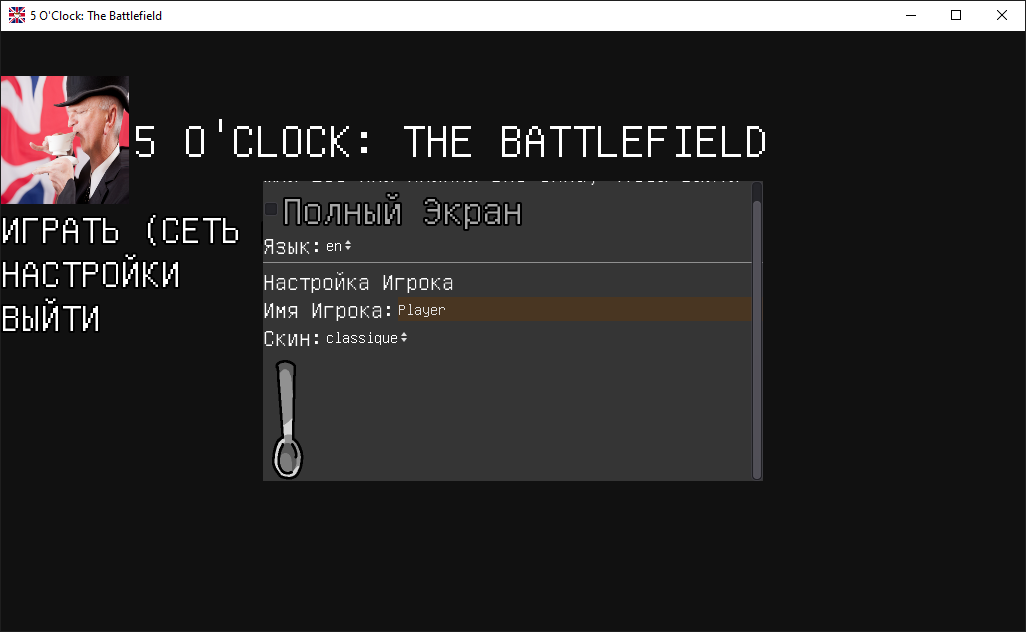 5 O'Clock: The Battlefield
5 O'CLOCK: THE BATTLEFIELD
ИГРАТЬ (СЕТЬ
НАСТРОЙКИ
ВЫЙТИ
Полный Экран
Язык: en
Настройка Игрока
Имя Игрока: Player
Скин: classique